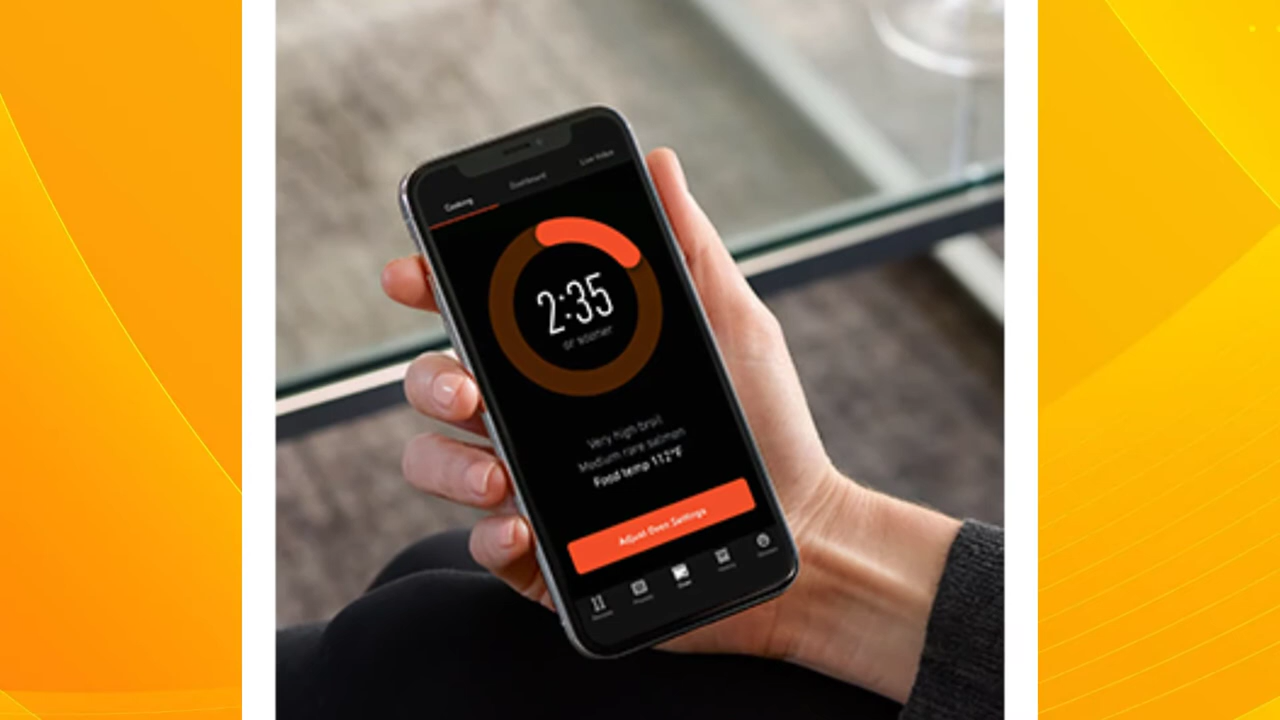 Cooking Dashboard Live Video
2:35
or sooner
Very high broil
Medium rare salmon
Food temp 112°F
Adjust Oven Settings